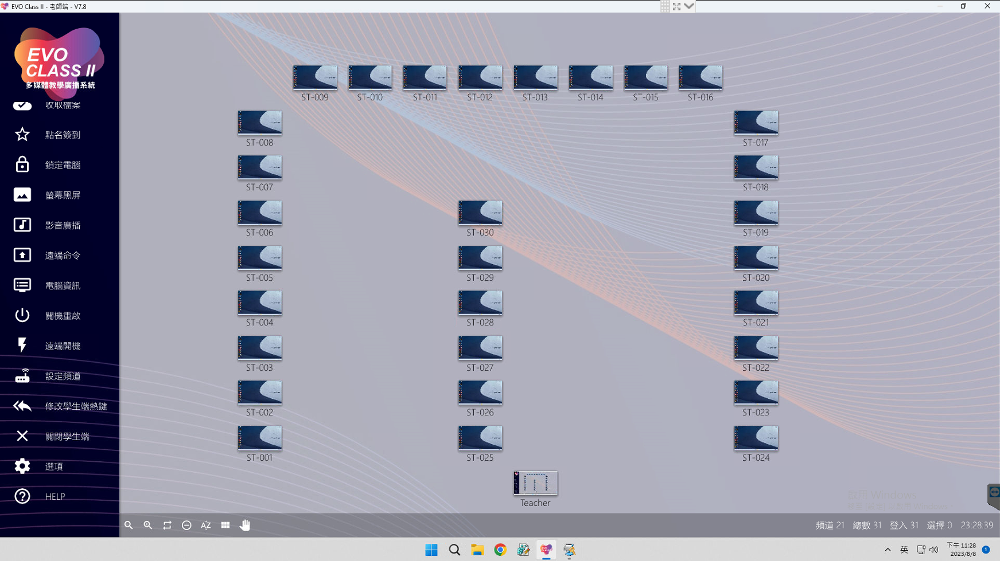 EVO Class II - 老師端 - V7.8
EVO
CLASS II
多媒體教學廣播系統
收取檔案
點名簽到
鎖定電腦
螢幕黑屏
影音廣播
遠端命令
電腦資訊
關機重啟
遠端開機
設定頻道
修改學生端熱鍵
關閉學生端
選項
HELP
ST-009 ST-010 ST-011 ST-012 ST-013 ST-014 ST-015 ST-016
ST-008 ST-017
ST-007 ST-018
ST-006 ST-030 ST-019
ST-005 ST-029 ST-020
ST-004 ST-028 ST-021
ST-003 ST-027 ST-022
ST-002 ST-026 ST-023
ST-001 ST-025 ST-024
Teacher
啟用 Windows
AZ
頻道 21 總數 31 登入 31 選擇 0 23:28:39
英
下午 11:28
2023/8/8
1